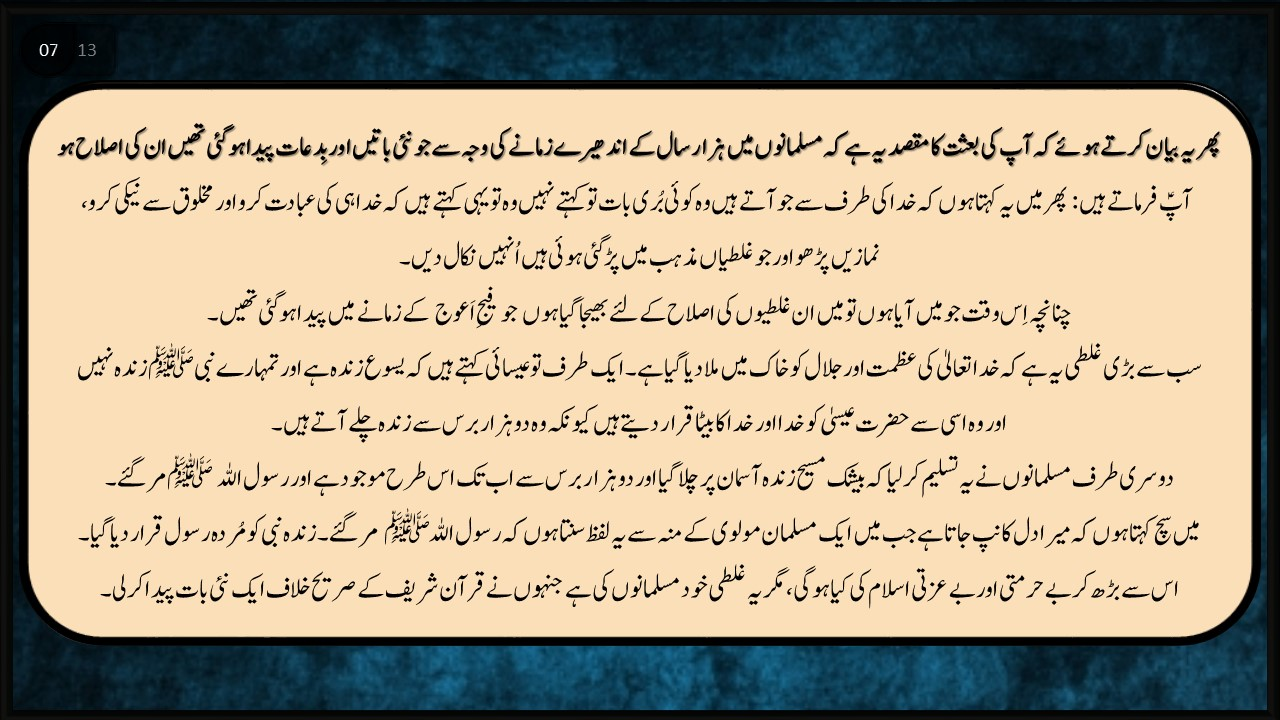 07 13
پھر یہ بیان کرتے ہوئے کہ آپ کی بعثت کا مقصد یہ ہے کہ مسلمانوں میں ہزار سال کے اندھیرے زمانے کی وجہ سے جو نئی باتیں اور بِدعات پیدا ہوگئی تھیں ان کی اصلاح ہو
آپؑ فرماتے ہیں: پھر میں یہ کہتا ہوں کہ خدا کی طرف سے جو آتے ہیں وہ کوئی بُری بات تو کہتے نہیں وہ تو یہی کہتے ہیں کہ خدا ہی کی عبادت کرو اور مخلوق سے نیکی کرو،
نمازیں پڑھو اور جو غلطیاں مذہب میں پڑگئی ہوئی ہیں اُنہیں نکال دیں۔
چنانچہ اِس وقت جو میں آیا ہوں تو میں ان غلطیوں کی اصلاح کے لئے بھیجا گیا ہوں جو فیجِ اَعوج کے زمانے میں پیدا ہوگئی تھیں۔
سب سے بڑی غلطی یہ ہے کہ خدا تعالیٰ کی عظمت اور جلال کو خاک میں ملا دیا گیا ہے۔ ایک طرف تو عیسائی کہتے ہیں کہ یسوع زندہ ہے اور تمہارے نبی ﷺ زندہ نہیں
اور وہ اسی سے حضرت عیسیٰ کو خدا اور خدا کا بیٹا قرار دیتے ہیں کیونکہ وہ دو ہزار برس سے زندہ چلے آتے ہیں۔
دوسری طرف مسلمانوں نے یہ تسلیم کرلیا کہ بیشک مسیح زندہ آسمان پر چلا گیا اور دو ہزار برس سے اب تک اس طرح موجود ہے اور رسول اللہ ﷺ مر گئے۔
میں سچ کہتا ہوں کہ میرا دل کانپ جاتا ہے جب میں ایک مسلمان مولوی کے منہ سے یہ لفظ سنتا ہوں کہ رسول اللہ ﷺ مر گئے۔ زندہ نبی کو مُردہ رسول قرار دیا گیا۔
اس سے بڑھ کر بے حرمتی اور بے عزتی اسلام کی کیا ہوگی، مگر یہ غلطی خود مسلمانوں کی ہے جنہوں نے قرآن شریف کے صریح خلاف ایک نئی بات پیدا کرلی۔